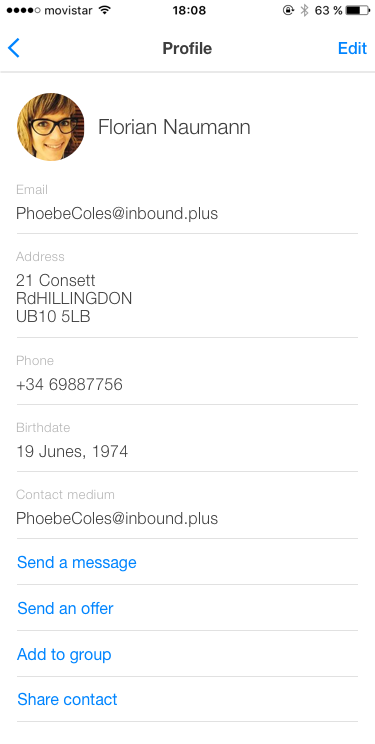 movistar 18:08 63 %
Profile Edit
Florian Naumann
Email
PhoebeColes@inbound.plus
Address
21 Consett
RdHILLINGDON
UB10 5LB
Phone
+34 69887756
Birthdate
19 Junes, 1974
Contact medium
PhoebeColes@inbound.plus
Send a message
Send an offer
Add to group
Share contact